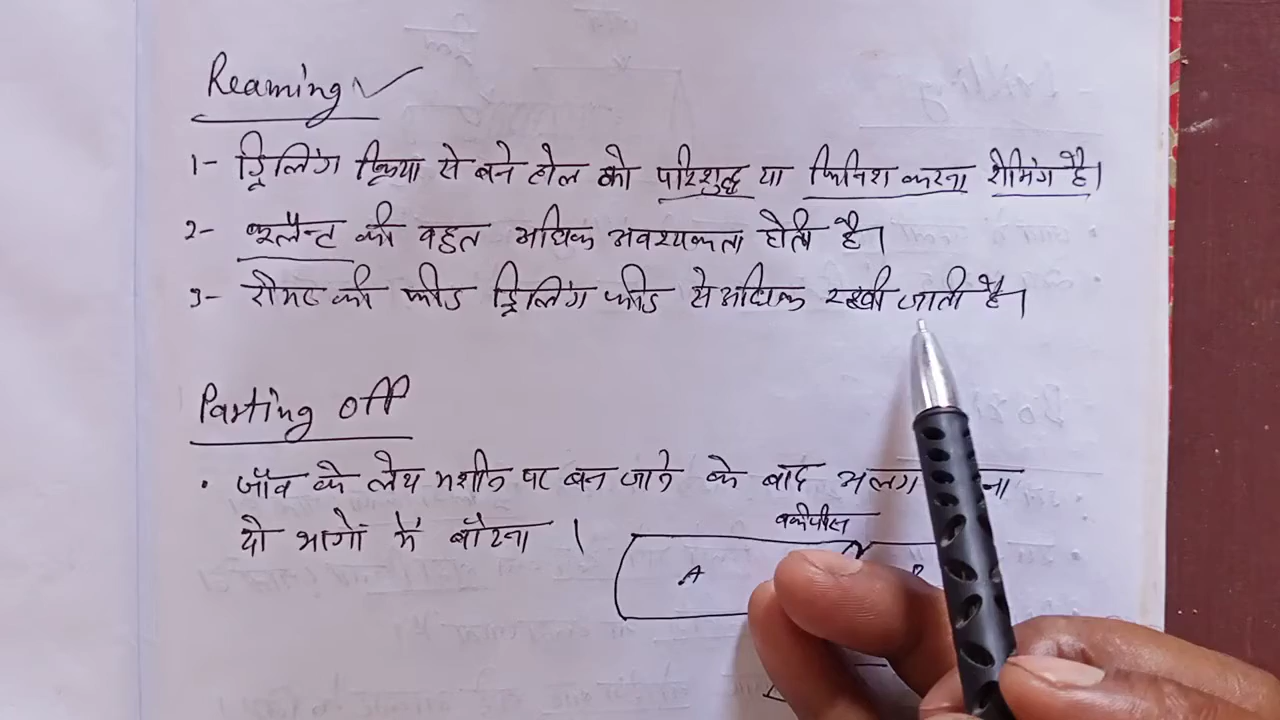 Reaming
1- ड्रिलिंग क्रिया से बने होल को परिशुद्ध या फिनिश करना रीमिंग है।
2- कूलैन्ट की बहुत अधिक अवश्यकता होती है।
3- रीमर की फीड ड्रिलिंग फीड से अधिक रखी जाती है।
Parting off
• जॉब के लेथ मशीन पर बन जाने के बाद अलग
दो भागों में बाँटना ।
वर्कपीस
A